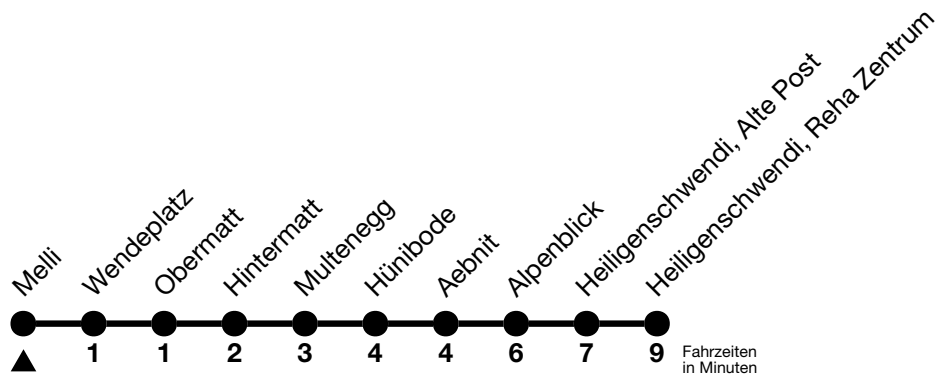 Melli
Wendeplatz
Obermatt
Hintermatt
Multenegg
Hünibode
Aebnit
Alpenblick
Heiligenschwendi, Alte Post
Heiligenschwendi, Reha Zentrum
1 1 2 3 4 4 6 7 9
Fahrzeiten
in Minuten